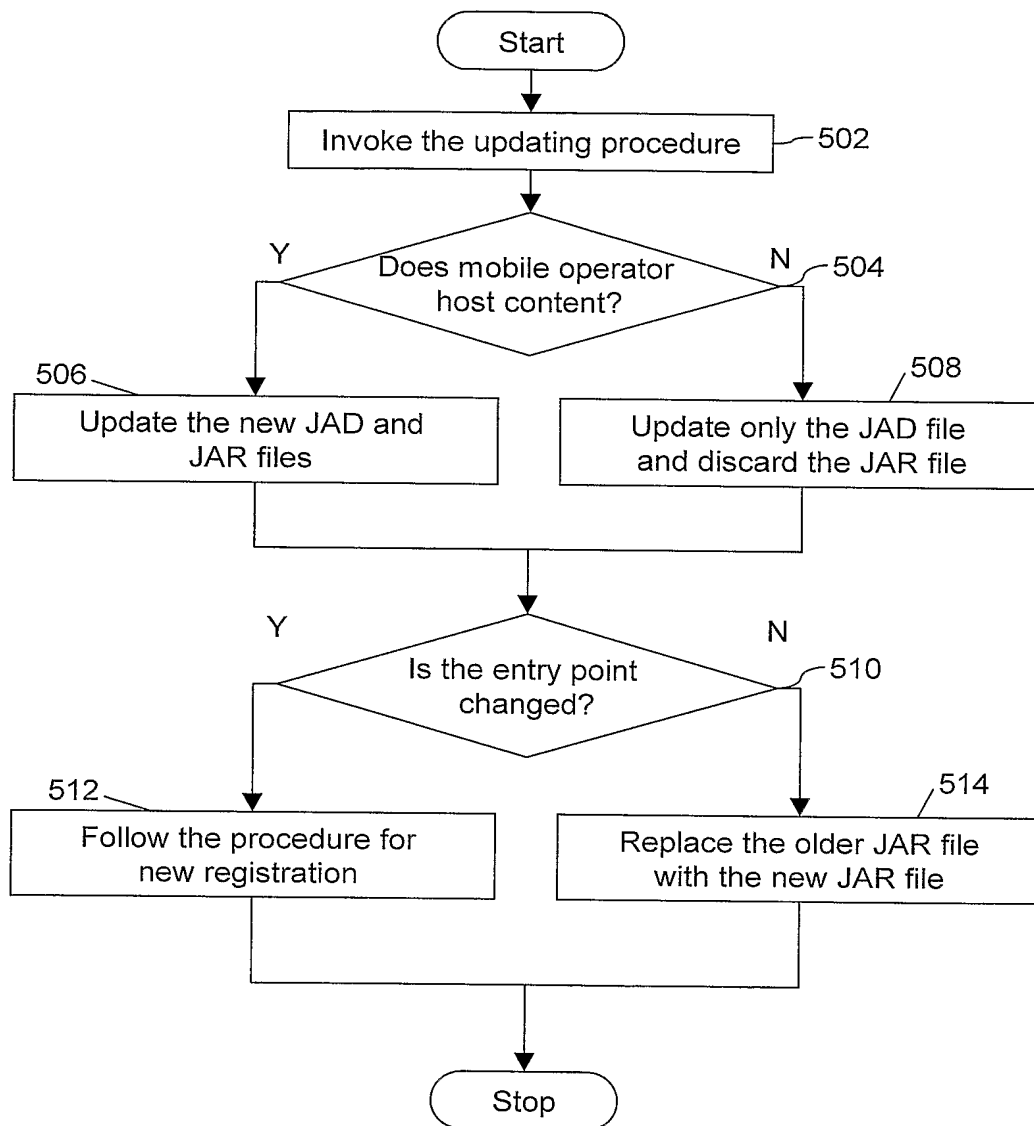 Start
Invoke the updating procedure
502
Y
N
Does mobile operator
host content?
504
506
508
Update the new JAD and
JAR files
Update only the JAD file
and discard the JAR file
Y
N
Is the entry point
changed?
510
512
514
Follow the procedure for
new registration
Replace the older JAR file
with the new JAR file
Stop